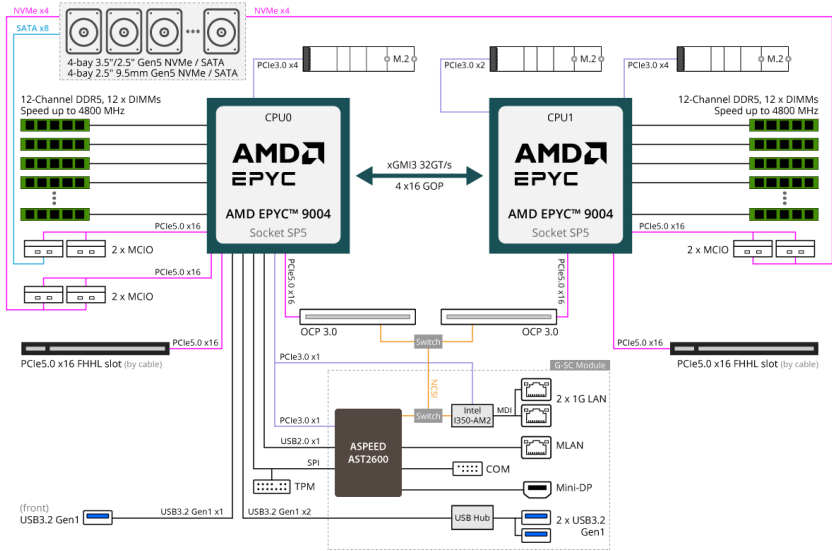 NVMe x4
NVMe x4
SATA x8
4-bay 3.5"/2.5" Gen5 NVMe / SATA
4-bay 2.5" 9.5mm Gen5 NVMe / SATA
PCIe3.0 x4
M.2
PCIe3.0 x2
M.2
PCIe3.0 x4
M.2
12-Channel DDR5, 12 x DIMMs
Speed up to 4800 MHz
12-Channel DDR5, 12 x DIMMs
Speed up to 4800 MHz
CPU0
AMD
EPYC
AMD EPYC™ 9004
Socket SP5
xGMI3 32GT/s
4 x16 GOP
CPU1
AMD
EPYC
AMD EPYC™ 9004
Socket SP5
PCIe5.0 x16
2 x MCIO
PCIe5.0 x16
2 x MCIO
PCIe5.0 x16
2 x MCIO
PCIe5.0 x16
PCIe5.0 x16
OCP 3.0
OCP 3.0
Switch
PCIe5.0 x16
PCIe5.0 x16 FHHL slot (by cable)
PCIe5.0 x16
PCIe5.0 x16 FHHL slot (by cable)
PCIe3.0 x1
G-SC Module
NCSI
PCIe3.0 x1
Switch
Intel
I350-AM2
MDI
2 x 1G LAN
USB2.0 x1
ASPEED
AST2600
MLAN
SPI
COM
TPM
Mini-DP
(front)
USB3.2 Gen1
USB3.2 Gen1 x1
USB3.2 Gen1 x2
USB Hub
2 x USB3.2
Gen1